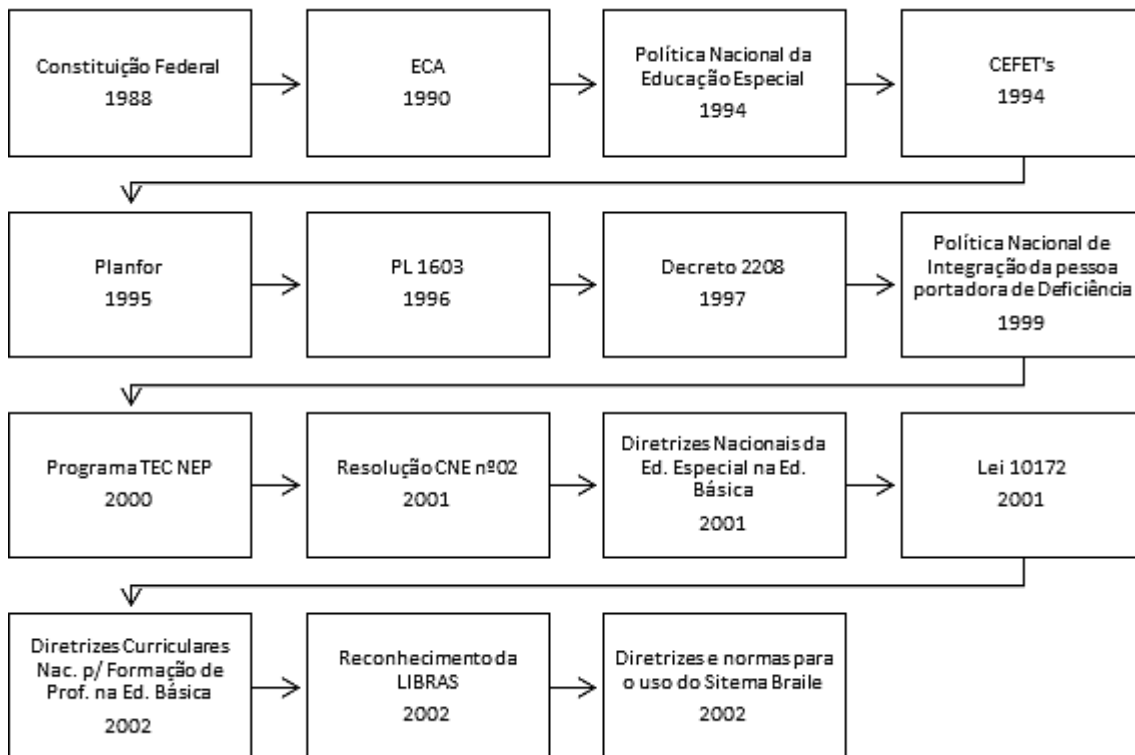 Constituição Federal
1988
ECA
1990
Política Nacional da
Educação Especial
1994
CEFET's
1994
Planfor
1995
PL 1603
1996
Decreto 2208
1997
Política Nacional de
Integração da pessoa
portadora de Deficiência
1999
Programa TEC NEP
2000
Resolução CNE nº02
2001
Diretrizes Nacionais da
Ed. Especial na Ed.
Básica
2001
Lei 10172
2001
Diretrizes Curriculares
Nac. p/ Formação de
Prof. na Ed. Básica
2002
Reconhecimento da
LIBRAS
2002
Diretrizes e normas para
o uso do Sitema Braile
2002